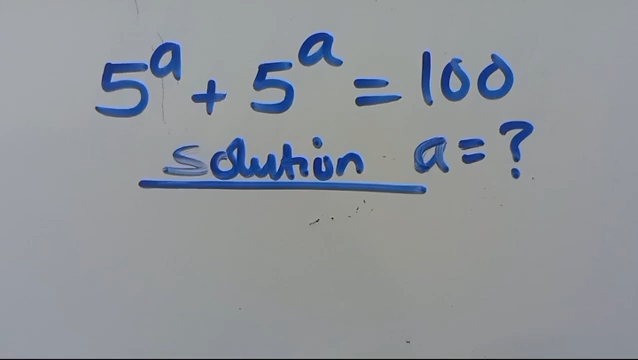 5^a + 5^a = 100
Solution a = ?